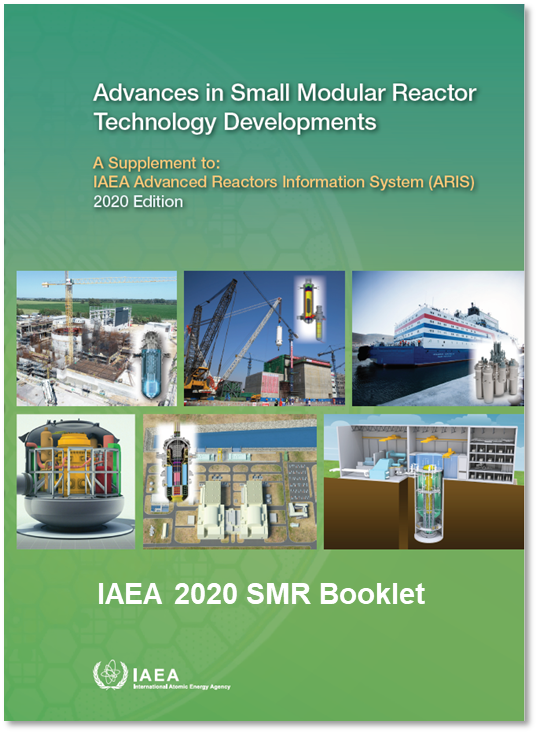 Advances in Small Modular Reactor
Technology Developments
A Supplement to:
IAEA Advanced Reactors Information System (ARIS)
2020 Edition
IAEA 2020 SMR Booklet
IAEA
International Atomic Energy Agency